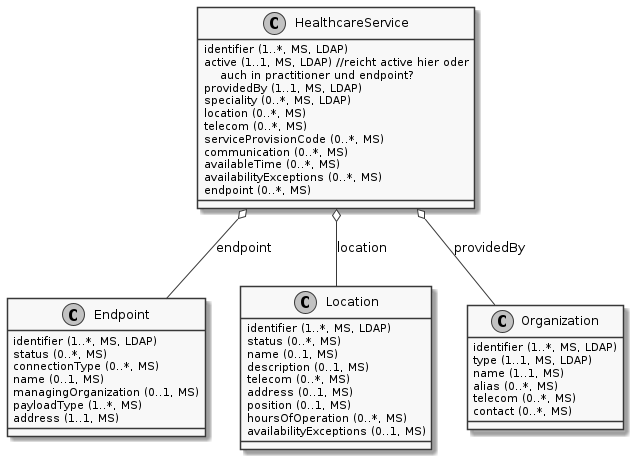 C HealthcareService
identifier (1..*, MS, LDAP)
active (1..1, MS, LDAP) //reicht active hier oder
auch in practitioner und endpoint?
providedBy (1..1, MS, LDAP)
speciality (0..*, MS, LDAP)
location (0..*, MS)
telecom (0..*, MS)
serviceProvisionCode (0..*, MS)
communication (0..*, MS)
availableTime (0..*, MS)
availabilityExceptions (0..*, MS)
endpoint (0..*, MS)
endpoint
location
providedBy
C Endpoint
identifier (1..*, MS, LDAP)
status (0..*, MS)
connectionType (0..*, MS)
name (0..1, MS)
managingOrganization (0..1, MS)
payloadType (1..*, MS)
address (1..1, MS)
C Location
identifier (1..*, MS, LDAP)
status (0..*, MS)
name (0..1, MS)
description (0..1, MS)
telecom (0..*, MS)
address (0..1, MS)
position (0..1, MS)
hoursOfOperation (0..*, MS)
availabilityExceptions (0..1, MS)
C Organization
identifier (1..*, MS, LDAP)
type (1..1, MS, LDAP)
name (1..1, MS)
alias (0..*, MS)
telecom (0..*, MS)
contact (0..*, MS)